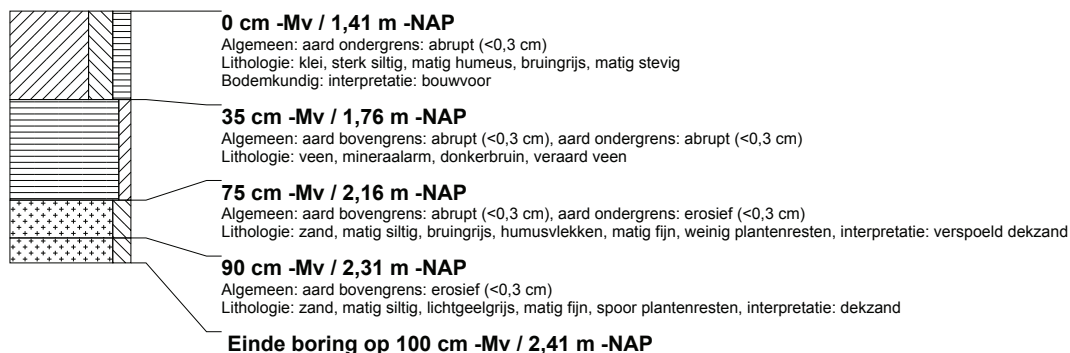 0 cm -Mv / 1,41 m -NAP
Algemeen: aard ondergrens: abrupt (<0,3 cm)
Lithologie: klei, sterk siltig, matig humeus, bruingrijs, matig stevig
Bodemkundig: interpretatie: bouwvoor
35 cm -Mv / 1,76 m -NAP
Algemeen: aard bovengrens: abrupt (<0,3 cm), aard ondergrens: abrupt (<0,3 cm)
Lithologie: veen, mineraalarm, donkerbruin, veraard veen
75 cm -Mv / 2,16 m -NAP
Algemeen: aard bovengrens: abrupt (<0,3 cm), aard ondergrens: erosief (<0,3 cm)
Lithologie: zand, matig siltig, bruingrijs, humusvlekken, matig fijn, weinig plantenresten, interpretatie: verspoeld dekzand
90 cm -Mv / 2,31 m -NAP
Algemeen: aard bovengrens: erosief (<0,3 cm)
Lithologie: zand, matig siltig, lichtgeelgrijs, matig fijn, spoor plantenresten, interpretatie: dekzand
Einde boring op 100 cm -Mv / 2,41 m -NAP